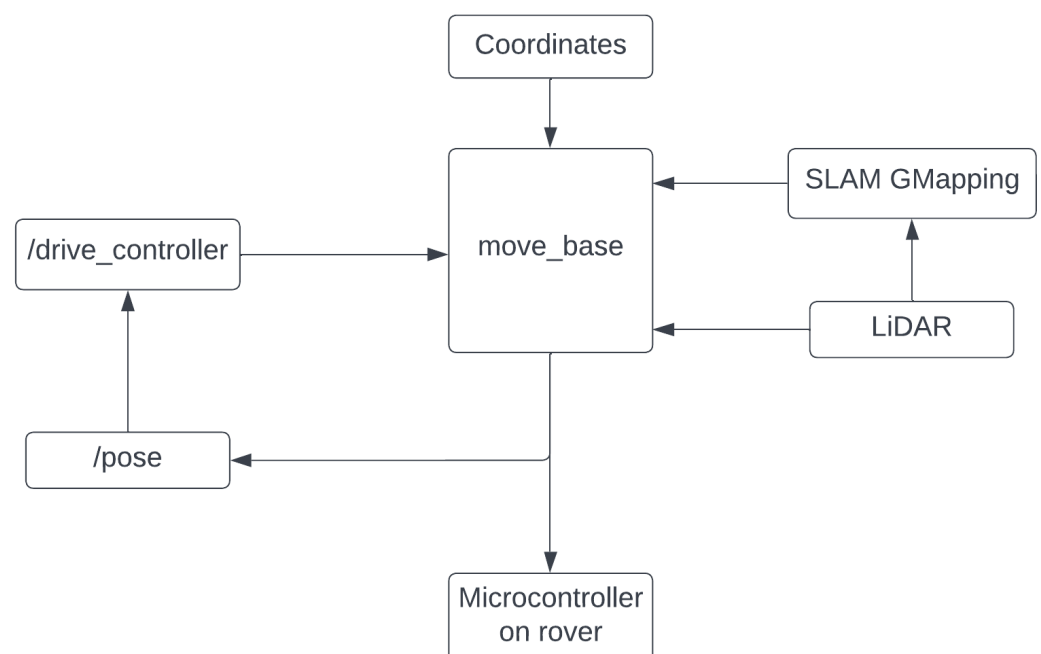 Coordinates
SLAM GMapping
/drive_controller
move_base
LiDAR
/pose
Microcontroller
on rover